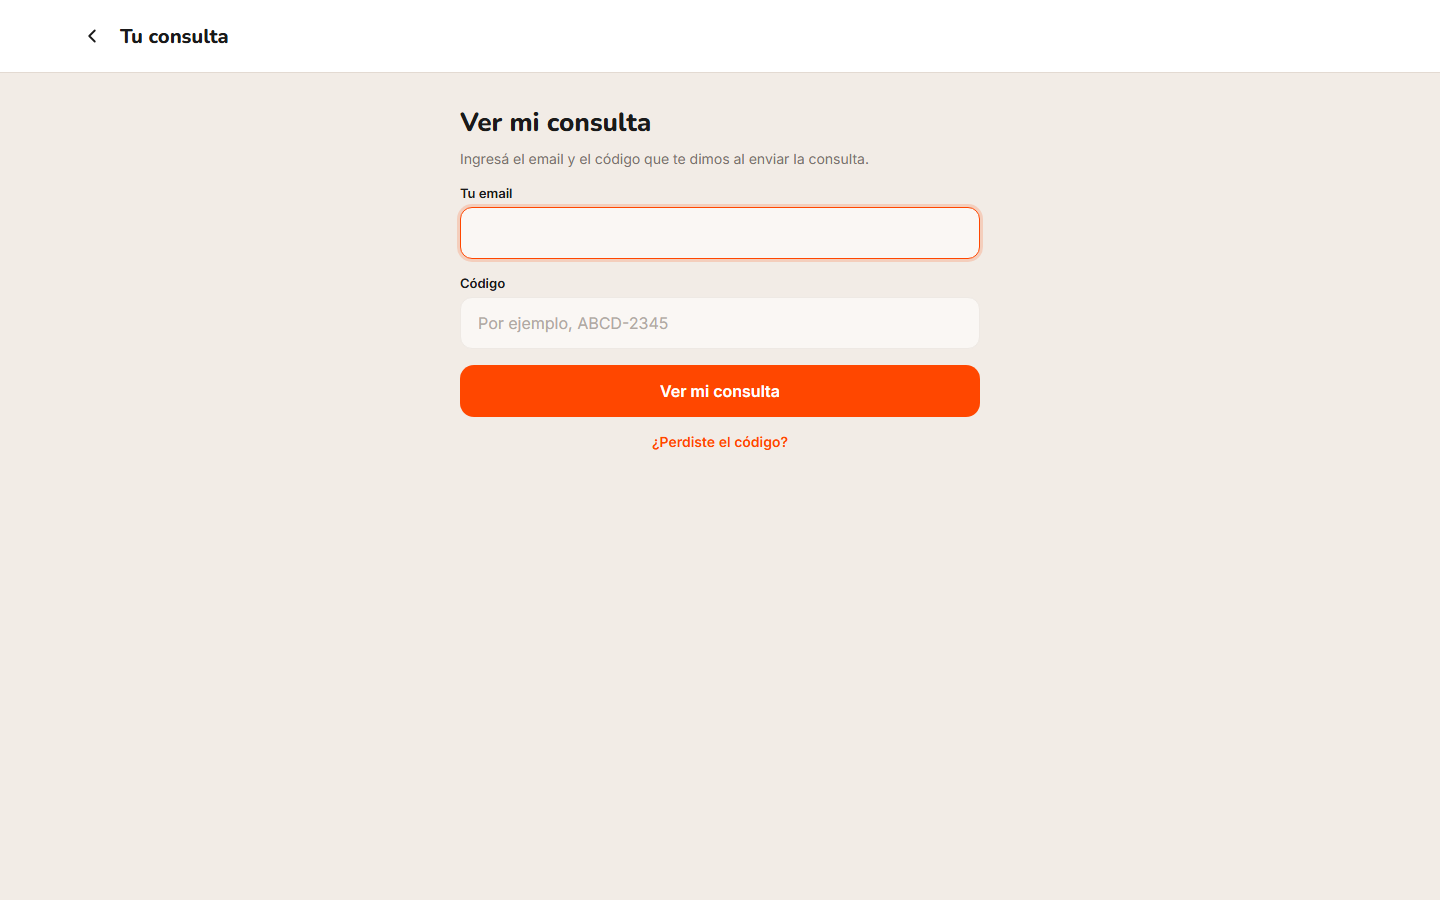 Tu consulta
Ver mi consulta
Ingresá el email y el código que te dimos al enviar la consulta.
Tu email
Código
Por ejemplo, ABCD-2345
Ver mi consulta
¿Perdiste el código?